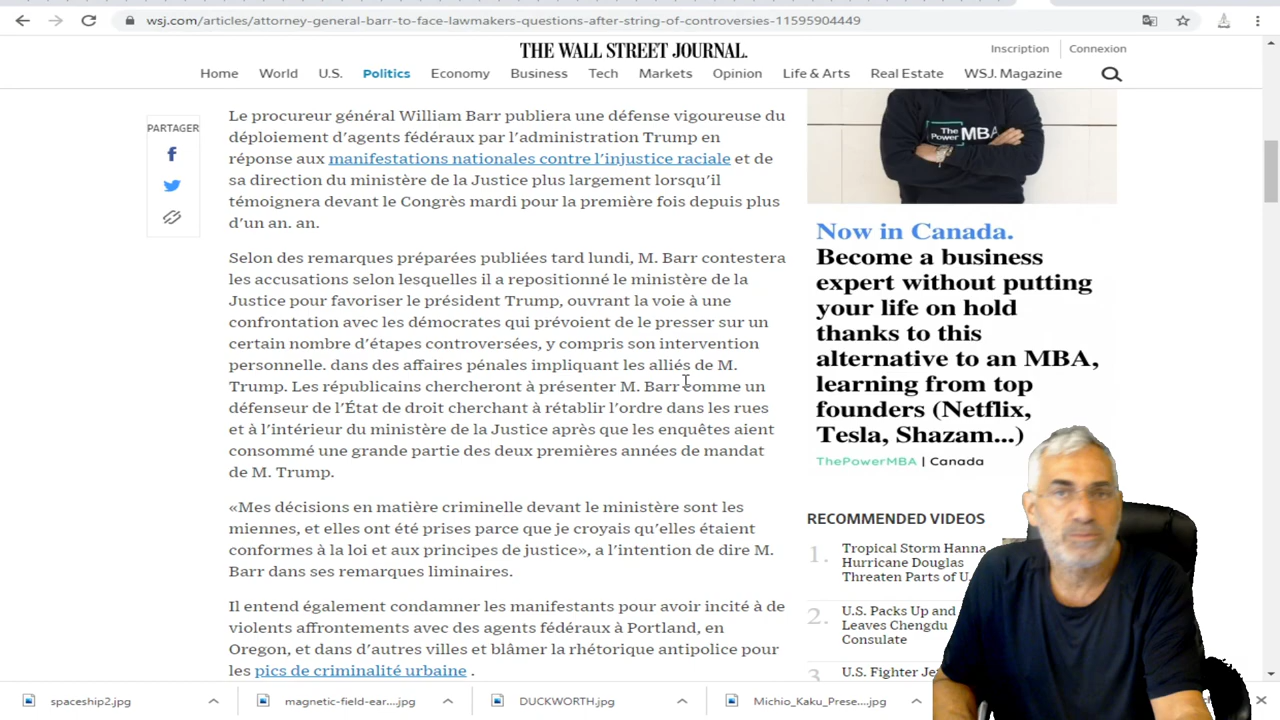 wsj.com/articles/attorney-general-barr-to-face-lawmakers-questions-after-string-of-controversies-11595904449
THE WALL STREET JOURNAL.
Inscription
Connexion
Home World U.S. Politics Economy Business Tech Markets Opinion Life & Arts Real Estate WSJ. Magazine
PARTAGER
Le procureur général William Barr publiera une défense vigoureuse du
déploiement d'agents fédéraux par l'administration Trump en
réponse aux manifestations nationales contre l'injustice raciale et de
sa direction du ministère de la Justice plus largement lorsqu'il
témoignera devant le Congrès mardi pour la première fois depuis plus
d'un an. an.
Selon des remarques préparées publiées tard lundi, M. Barr contestera
les accusations selon lesquelles il a repositionné le ministère de la
Justice pour favoriser le président Trump, ouvrant la voie à une
confrontation avec les démocrates qui prévoient de le presser sur un
certain nombre d'étapes controversées, y compris son intervention
personnelle. dans des affaires pénales impliquant les alliés de M.
Trump. Les républicains chercheront à présenter M. Barr comme un
défenseur de l'État de droit cherchant à rétablir l'ordre dans les rues
et à l'intérieur du ministère de la Justice après que les enquêtes aient
consommé une grande partie des deux premières années de mandat
de M. Trump.
«Mes décisions en matière criminelle devant le ministère sont les
miennes, et elles ont été prises parce que je croyais qu'elles étaient
conformes à la loi et aux principes de justice», a l'intention de dire M.
Barr dans ses remarques liminaires.
Il entend également condamner les manifestants pour avoir incité à de
violents affrontements avec des agents fédéraux à Portland, en
Oregon, et dans d'autres villes et blâmer la rhétorique antipolice pour
les pics de criminalité urbaine .
The
Power MBA
Now in Canada.
Become a business
expert without putting
your life on hold
thanks to this
alternative to an MBA,
learning from top
founders (Netflix,
Tesla, Shazam...)
ThePowerMBA | Canada
RECOMMENDED VIDEOS
1. Tropical Storm Hanna,
Hurricane Douglas
Threaten Parts of U.
2. U.S. Packs Up and
Leaves Chengdu
Consulate
3. U.S. Fighter Je
spaceship2.jpg
magnetic-field-ear....jpg
DUCKWORTH.jpg
Michio_Kaku_Prese....jpg